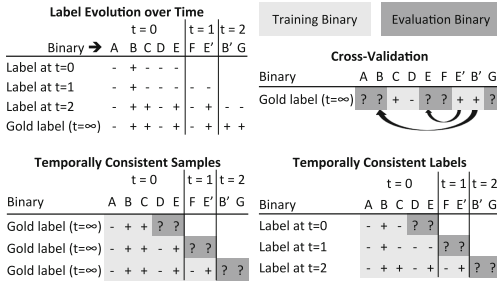 Label Evolution over Time
t = 0 t = 1 t = 2
Binary ➔ A B C D E F E' B' G
Label at t=0 - + - - -
Label at t=1 - + - - - - -
Label at t=2 - + + - + - + - -
Gold label (t=∞) - + + - + - + + +
Training Binary
Evaluation Binary
Cross-Validation
Binary A B C D E F E' B' G
Gold label (t=∞) ? ? + - ? ? + + ?
Temporally Consistent Samples
t = 0 t = 1 t = 2
Binary A B C D E F E' B' G
Gold label (t=∞) - + + ? ?
Gold label (t=∞) - + + - + ? ?
Gold label (t=∞) - + + - + - + ? ?
Temporally Consistent Labels
t = 0 t = 1 t = 2
Binary A B C D E F E' B' G
Label at t=0 - + - ? ?
Label at t=1 - + - - - ? ?
Label at t=2 - + + - + - + ? ?